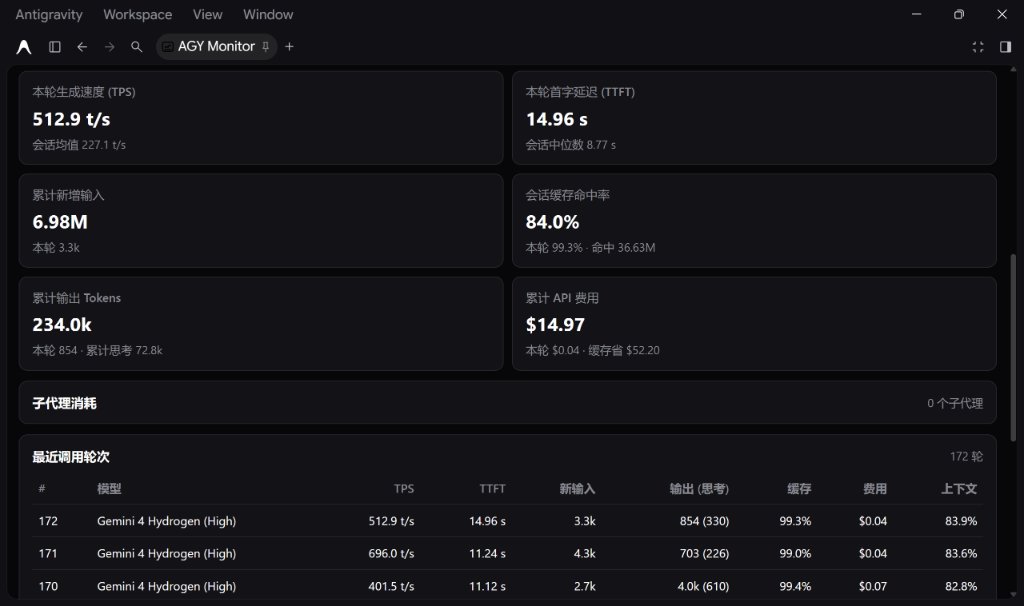 Antigravity Workspace View Window
AGY Monitor
本轮生成速度 (TPS)
512.9 t/s
会话均值 227.1 t/s
本轮首字延迟 (TTFT)
14.96 s
会话中位数 8.77 s
累计新增输入
6.98M
本轮 3.3k
会话缓存命中率
84.0%
本轮 99.3% · 命中 36.63M
累计输出 Tokens
234.0k
本轮 854 · 累计思考 72.8k
累计 API 费用
$14.97
本轮 $0.04 · 缓存省 $52.20
子代理消耗 0 个子代理
最近调用轮次 172 轮
# 模型 TPS TTFT 新输入 输出 (思考) 缓存 费用 上下文
172 Gemini 4 Hydrogen (High) 512.9 t/s 14.96 s 3.3k 854 (330) 99.3% $0.04 83.9%
171 Gemini 4 Hydrogen (High) 696.0 t/s 11.24 s 4.3k 703 (226) 99.0% $0.04 83.6%
170 Gemini 4 Hydrogen (High) 401.5 t/s 11.12 s 2.7k 4.0k (610) 99.4% $0.07 82.8%